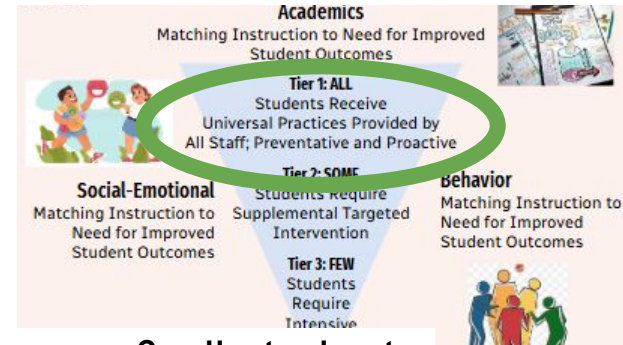 Academics
Matching Instruction to Need for Improved
Student Outcomes
Tier 1: ALL
Students Receive
Universal Practices Provided by
All Staff; Preventative and Proactive
Tier 2: SOME
Students Require
Supplemental Targeted
Intervention
Tier 3: FEW
Students
Require
Intensive
Social-Emotional
Matching Instruction to
Need for Improved
Student Outcomes
Behavior
Matching Instruction to
Need for Improved
Student Outcomes